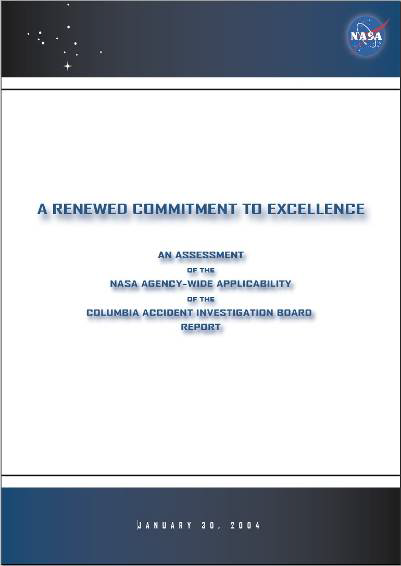 NASA
A RENEWED COMMITMENT TO EXCELLENCE
AN ASSESSMENT
OF THE
NASA AGENCY-WIDE APPLICABILITY
OF THE
COLUMBIA ACCIDENT INVESTIGATION BOARD
REPORT
JANUARY 30, 2004